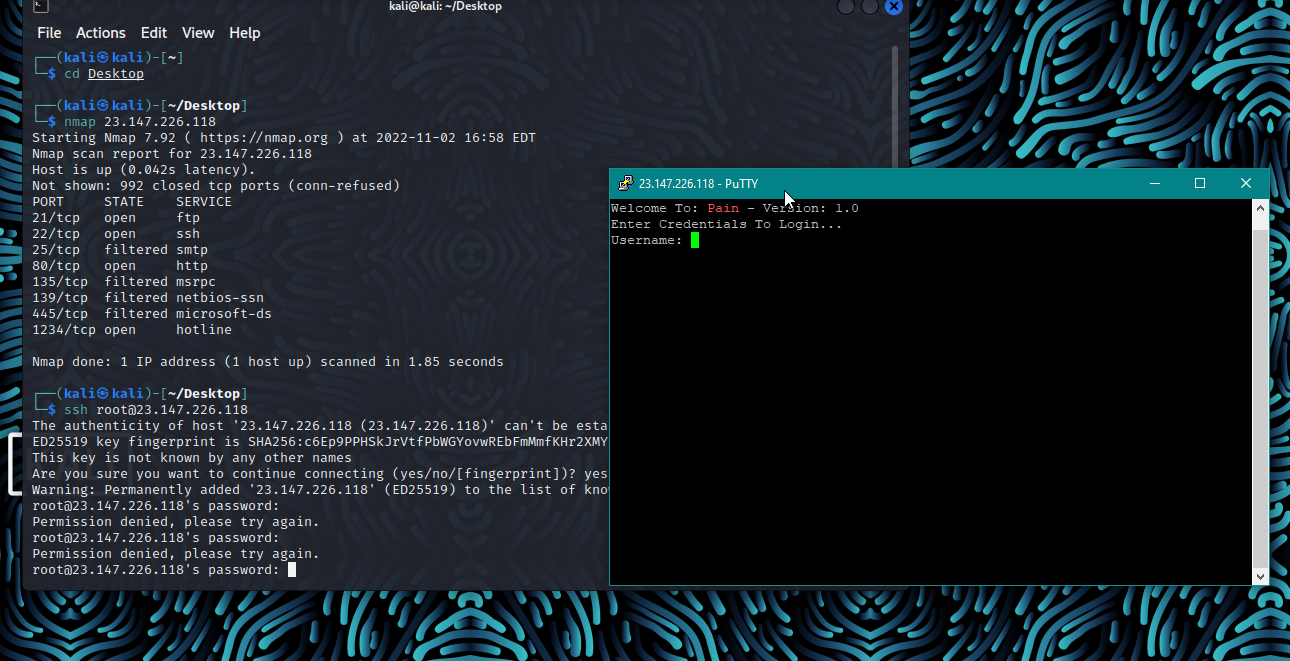 kali@kali: ~/Desktop
File Actions Edit View Help
┌──(kali㉿kali)-[~]
└─$ cd Desktop
┌──(kali㉿kali)-[~/Desktop]
└─$ nmap 23.147.226.118
Starting Nmap 7.92 ( https://nmap.org ) at 2022-11-02 16:58 EDT
Nmap scan report for 23.147.226.118
Host is up (0.042s latency).
Not shown: 992 closed tcp ports (conn-refused)
PORT STATE SERVICE
21/tcp open ftp
22/tcp open ssh
25/tcp filtered smtp
80/tcp open http
135/tcp filtered msrpc
139/tcp filtered netbios-ssn
445/tcp filtered microsoft-ds
1234/tcp open hotline
Nmap done: 1 IP address (1 host up) scanned in 1.85 seconds
┌──(kali㉿kali)-[~/Desktop]
└─$ ssh root@23.147.226.118
The authenticity of host '23.147.226.118 (23.147.226.118)' can't be esta
ED25519 key fingerprint is SHA256:c6Ep9PPHSkJrVtfPbWGYovwREbFmMmfKHr2XMY
This key is not known by any other names
Are you sure you want to continue connecting (yes/no/[fingerprint])? yes
Warning: Permanently added '23.147.226.118' (ED25519) to the list of kno
root@23.147.226.118's password:
Permission denied, please try again.
root@23.147.226.118's password:
Permission denied, please try again.
root@23.147.226.118's password:
23.147.226.118 - PuTTY
Welcome To: Pain - Version: 1.0
Enter Credentials To Login...
Username: